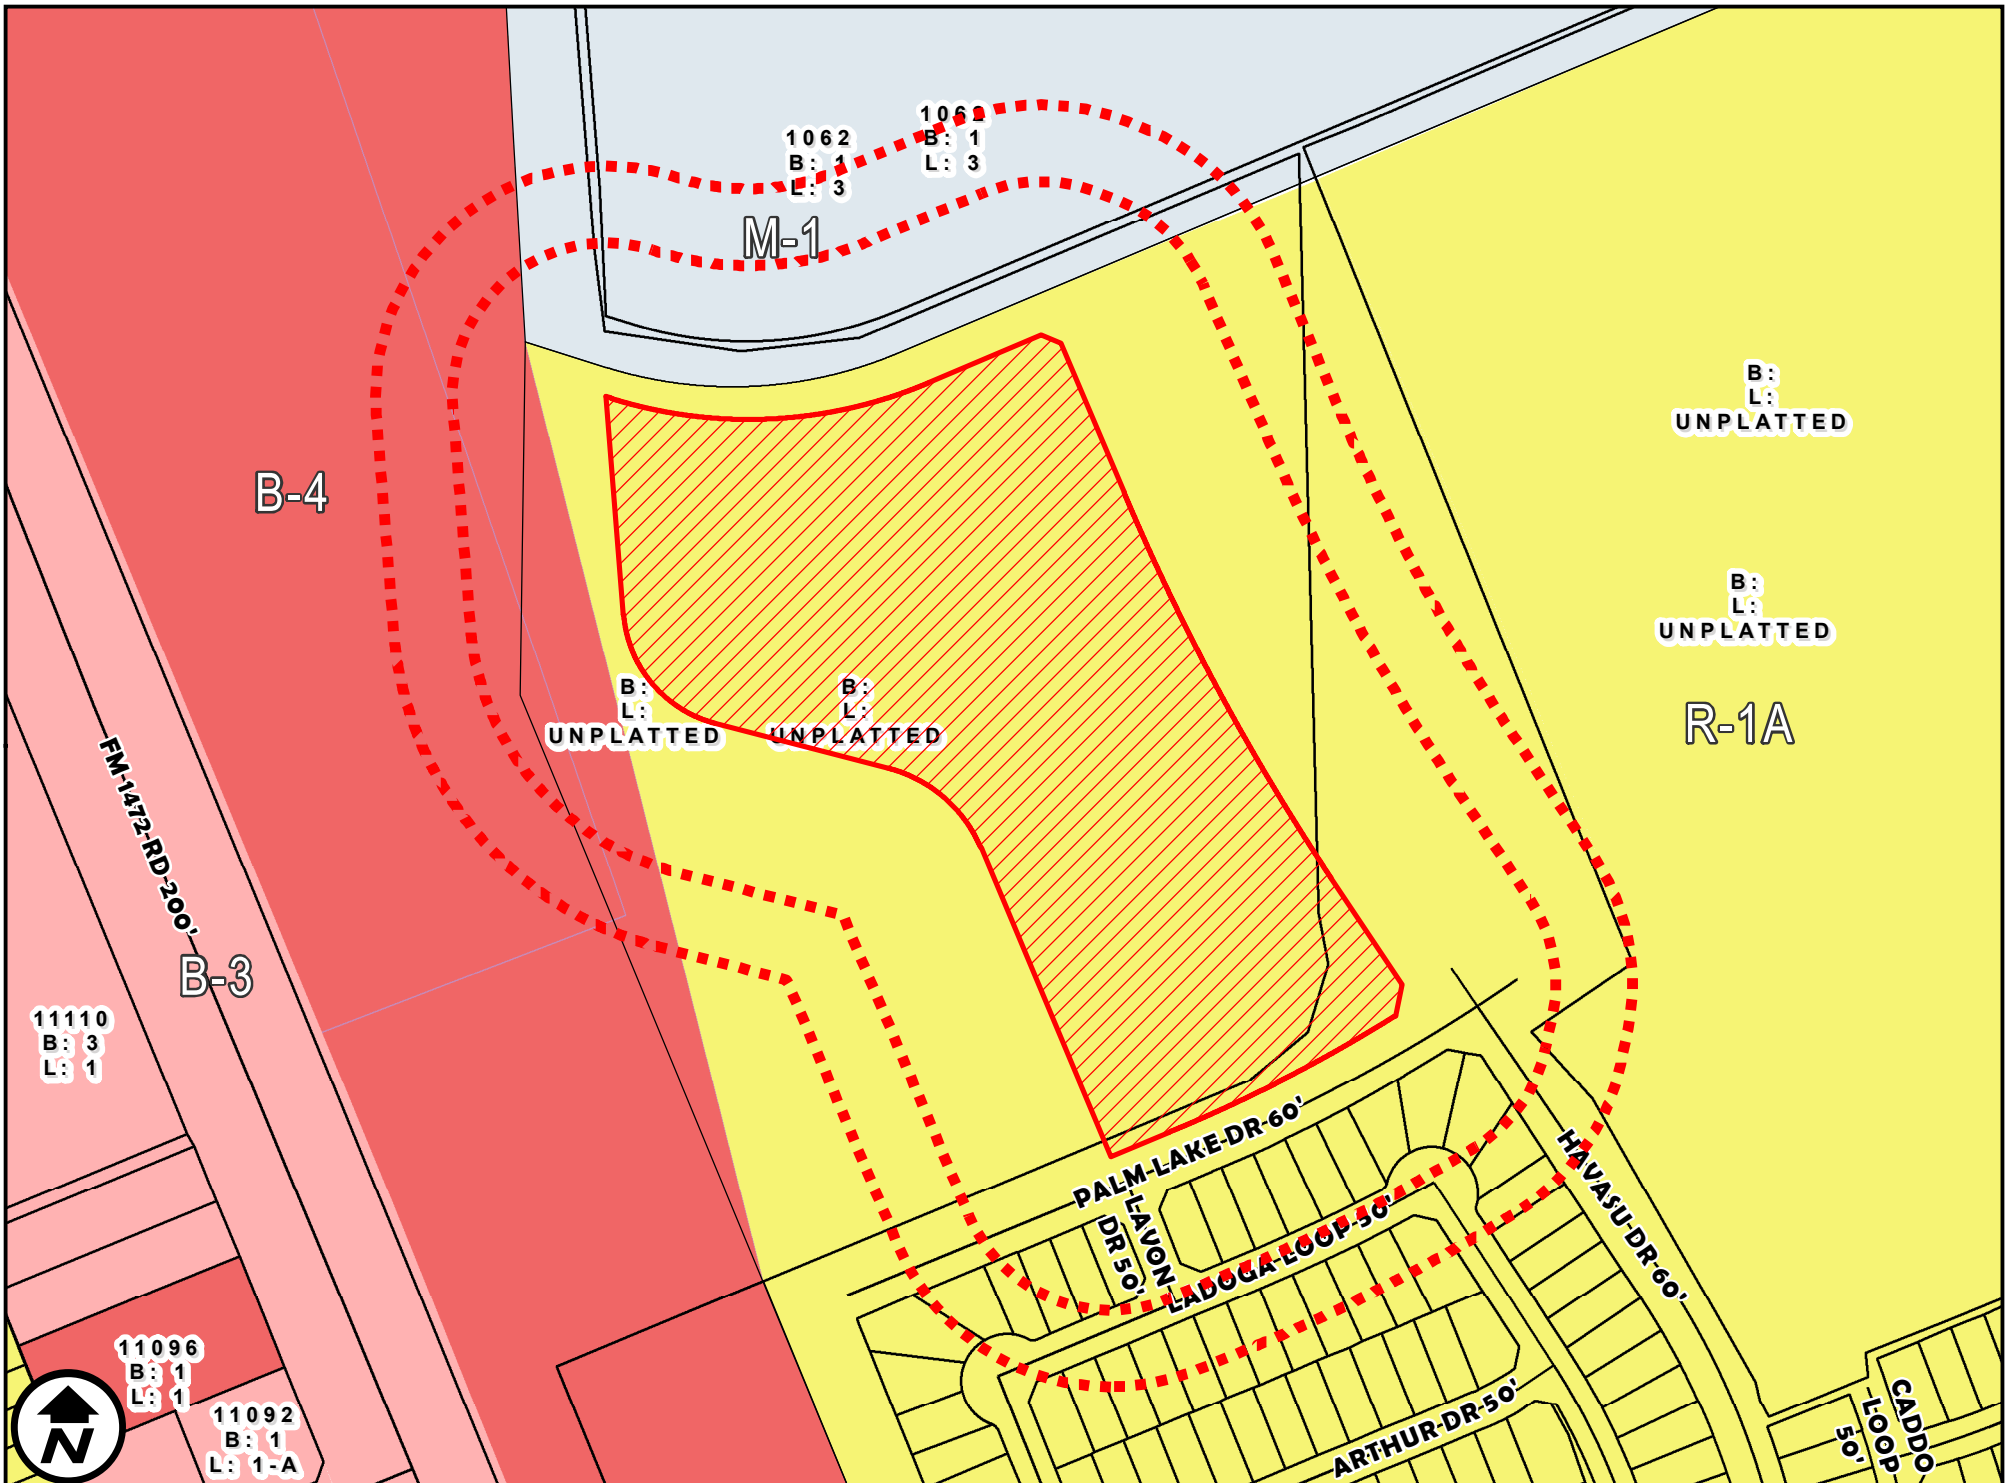 1062
B: 1
L: 3
1062
B: 1
L: 3
M-1
B:
L:
UNPLATTED
B-4
B:
L:
UNPLATTED
B:
L:
UNPLATTED
B:
L:
UNPLATTED
R-1A
FM-1472-RD-200'
B-3
11110
B: 3
L: 1
PALM-LAKE-DR-60'
LAVON
DR 50'
LADOGA-LOOP-50'
HAVASU-DR-60'
11096
B: 1
L: 1
11092
B: 1
L: 1-A
ARTHUR-DR-50'
CADDO
LOOP
50'
N